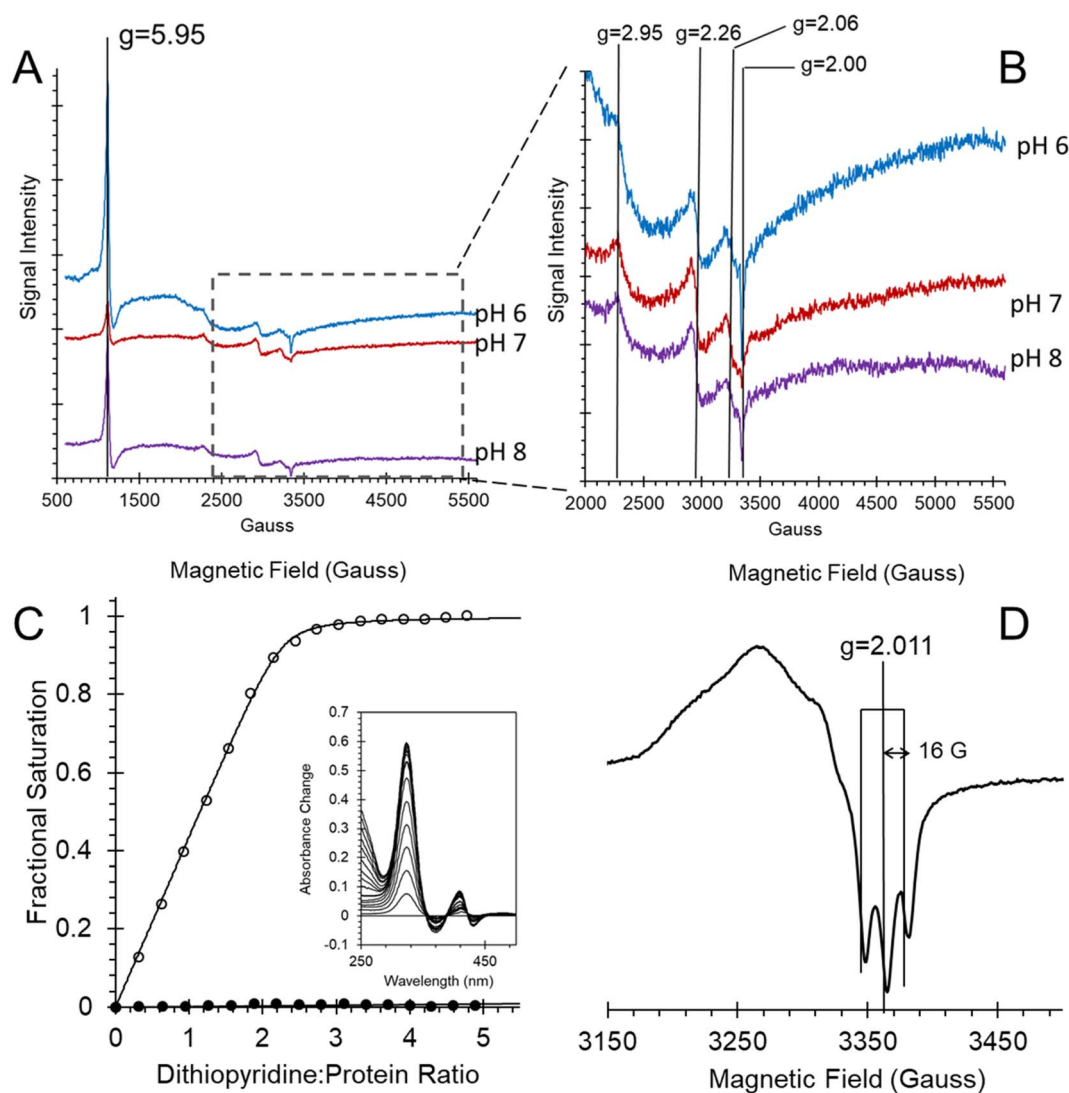 A
g=5.95
Signal Intensity
pH 6
pH 7
pH 8
500 1500 2500 3500 4500 5500
Gauss
Magnetic Field (Gauss)
B
g=2.95
g=2.26
g=2.06
g=2.00
Signal Intensity
pH 6
pH 7
pH 8
2000 2500 3000 3500 4000 4500 5000 5500
Gauss
Magnetic Field (Gauss)
C
Fractional Saturation
1
0.8
0.6
0.4
0.2
0
0 1 2 3 4 5
Dithiopyridine:Protein Ratio
Absorbance Change
0.7
0.6
0.5
0.4
0.3
0.2
0.1
0
-0.1
250 450
Wavelength (nm)
D
g=2.011
16 G
3150 3250 3350 3450
Magnetic Field (Gauss)